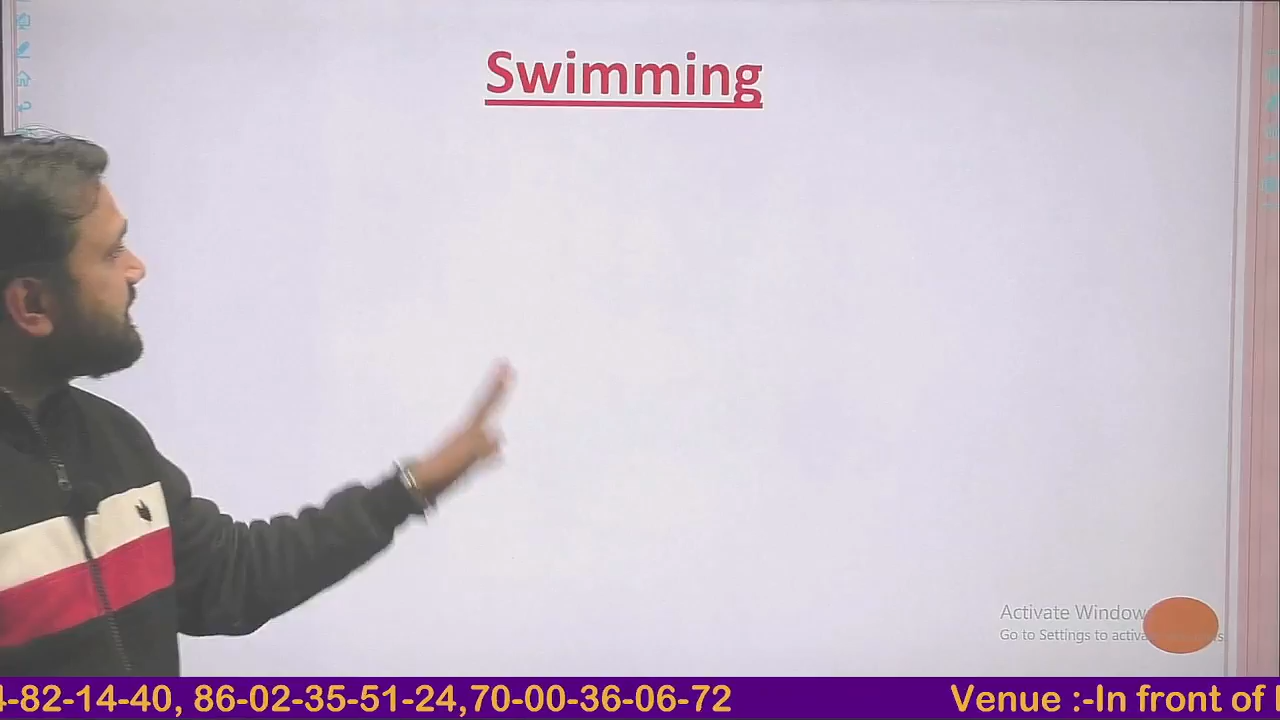 Swimming
Activate Window
Go to Settings to activa
4-82-14-40, 86-02-35-51-24,70-00-36-06-72
Venue :-In front of